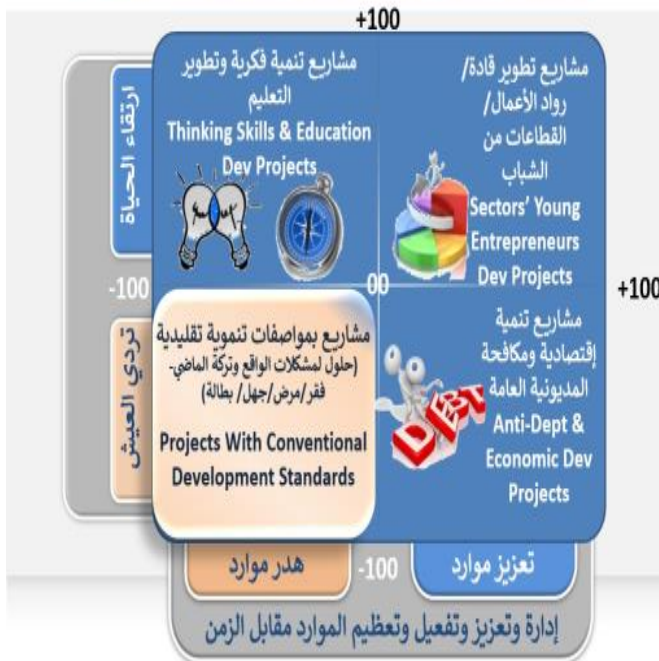 +100
مشاريع تنمية فكرية وتطوير
التعليم
Thinking Skills & Education
Dev Projects
مشاريع تطوير قادة/
رواد الأعمال/
القطاعات من
الشباب
Sectors' Young
Entrepreneurs
Dev Projects
ارتقاء الحياة
-100
00
+100
تردي العيش
مشاريع بمواصفات تنموية تقليدية
(حلول لمشكلات الواقع وتركة الماضي-
فقر/مرض/جهل/ بطالة)
Projects With Conventional
Development Standards
مشاريع تنمية
إقتصادية ومكافحة
المديونية العامة
DEBT
Anti-Dept &
Economic Dev
Projects
هدر موارد
-100
تعزيز موارد
إدارة وتعزيز وتفعيل وتعظيم الموارد مقابل الزمن